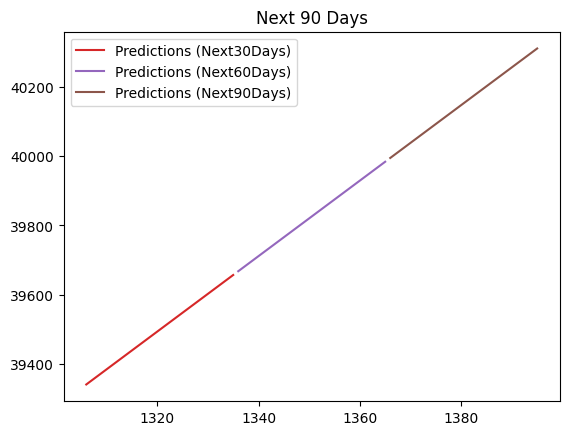 Next 90 Days
Predictions (Next30Days)
Predictions (Next60Days)
Predictions (Next90Days)
40200
40000
39800
39600
39400
1320
1340
1360
1380